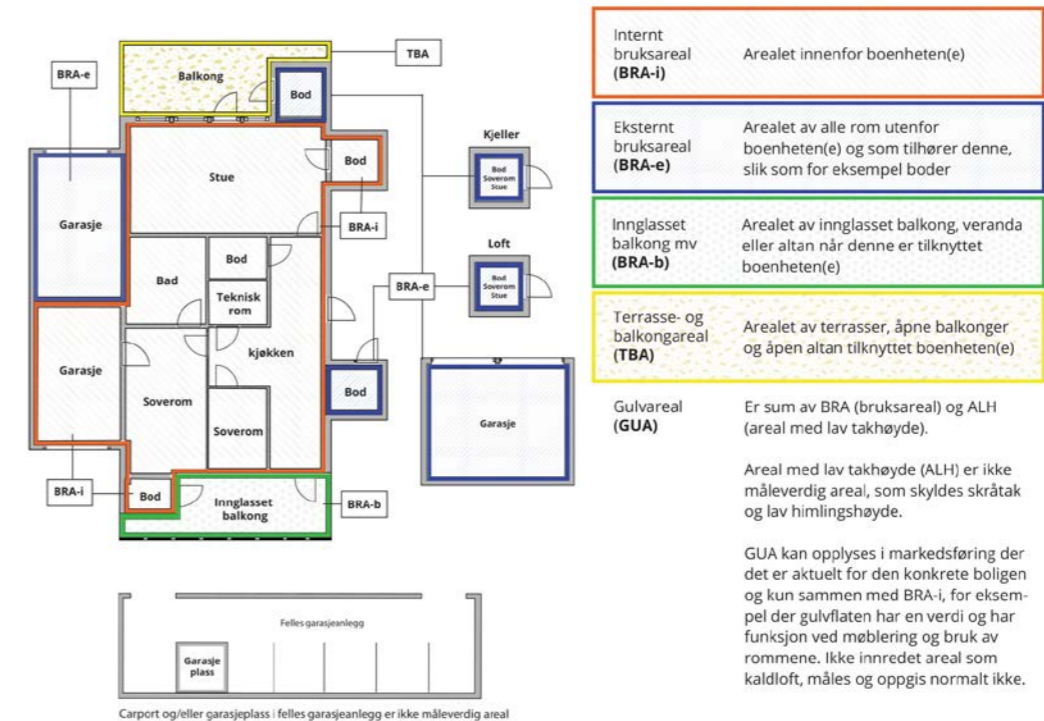 TBA
BRA-e
Balkong
Bod
Kjeller
Bod
Soverom
Stue
Stue
Bod
BRA-i
Garasje
Loft
Bod
Soverom
Stue
Bad
Bod
Teknisk
rom
BRA-e
kjøkken
Garasje
Soverom
Soverom
Bod
Garasje
BRA-i
Bod
Innglasset
balkong
BRA-b
Felles garasjeanlegg
Garasje
plass
Carport og/eller garasjeplass i felles garasjeanlegg er ikke måleverdig areal
Internt
bruksareal
(BRA-i)
Arealet innenfor boenheten(e)
Eksternt
bruksareal
(BRA-e)
Arealet av alle rom utenfor
boenheten(e) og som tilhører denne,
slik som for eksempel boder
Innglasset
balkong mv
(BRA-b)
Arealet av innglasset balkong, veranda
eller altan når denne er tilknyttet
boenheten(e)
Terrasse- og
balkongareal
(TBA)
Arealet av terrasser, åpne balkonger
og åpen altan tilknyttet boenheten(e)
Gulvareal
(GUA)
Er sum av BRA (bruksareal) og ALH
(areal med lav takhøyde).
Areal med lav takhøyde (ALH) er ikke
måleverdig areal, som skyldes skråtak
og lav himlingshøyde.
GUA kan opplyses i markedsføring der
det er aktuelt for den konkrete boligen
og kun sammen med BRA-i, for eksem-
pel der gulvflaten har en verdi og har
funksjon ved møblering og bruk av
rommene. Ikke innredet areal som
kaldloft, måles og oppgis normalt ikke.